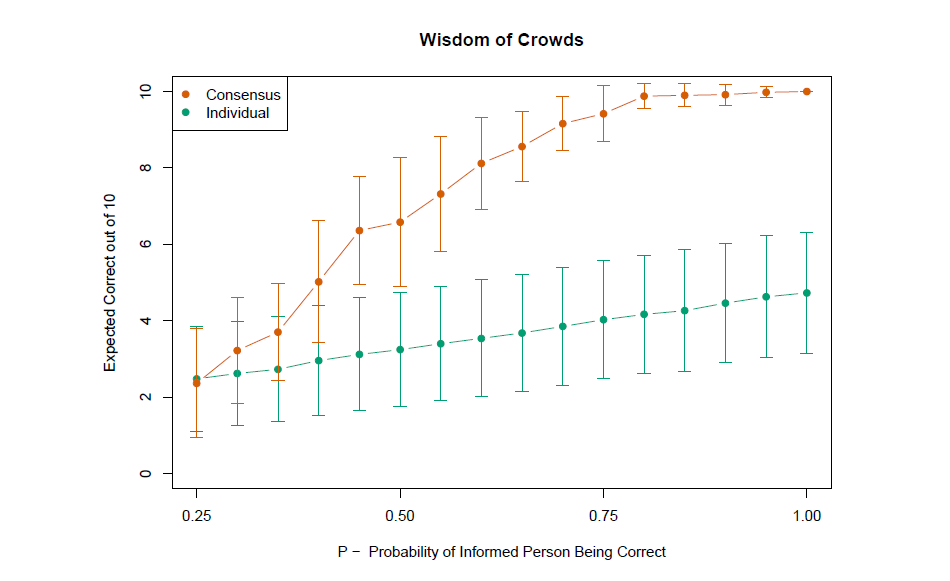 Wisdom of Crowds
Consensus
Individual
Expected Correct out of 10
10
8
6
4
2
0
0.25 0.50 0.75 1.00
P − Probability of Informed Person Being Correct